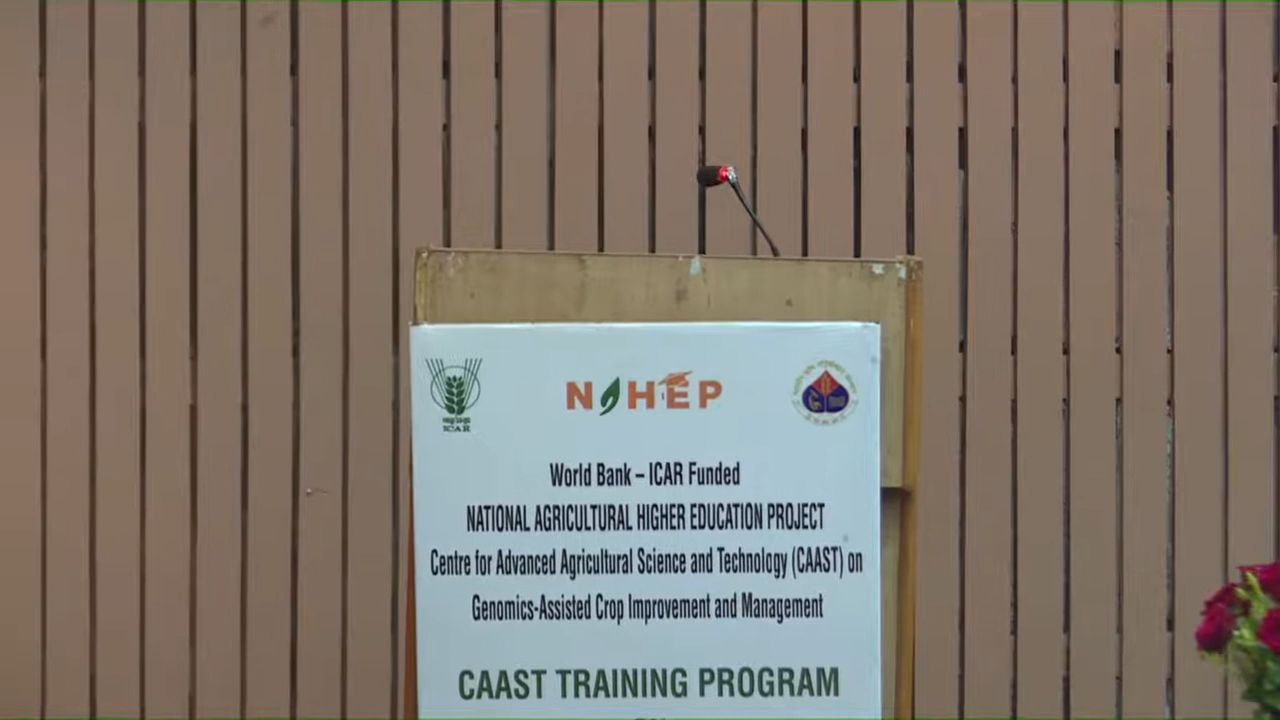 ICAR
NAHEP
World Bank – ICAR Funded
NATIONAL AGRICULTURAL HIGHER EDUCATION PROJECT
Centre for Advanced Agricultural Science and Technology (CAAST) on
Genomics-Assisted Crop Improvement and Management
CAAST TRAINING PROGRAM